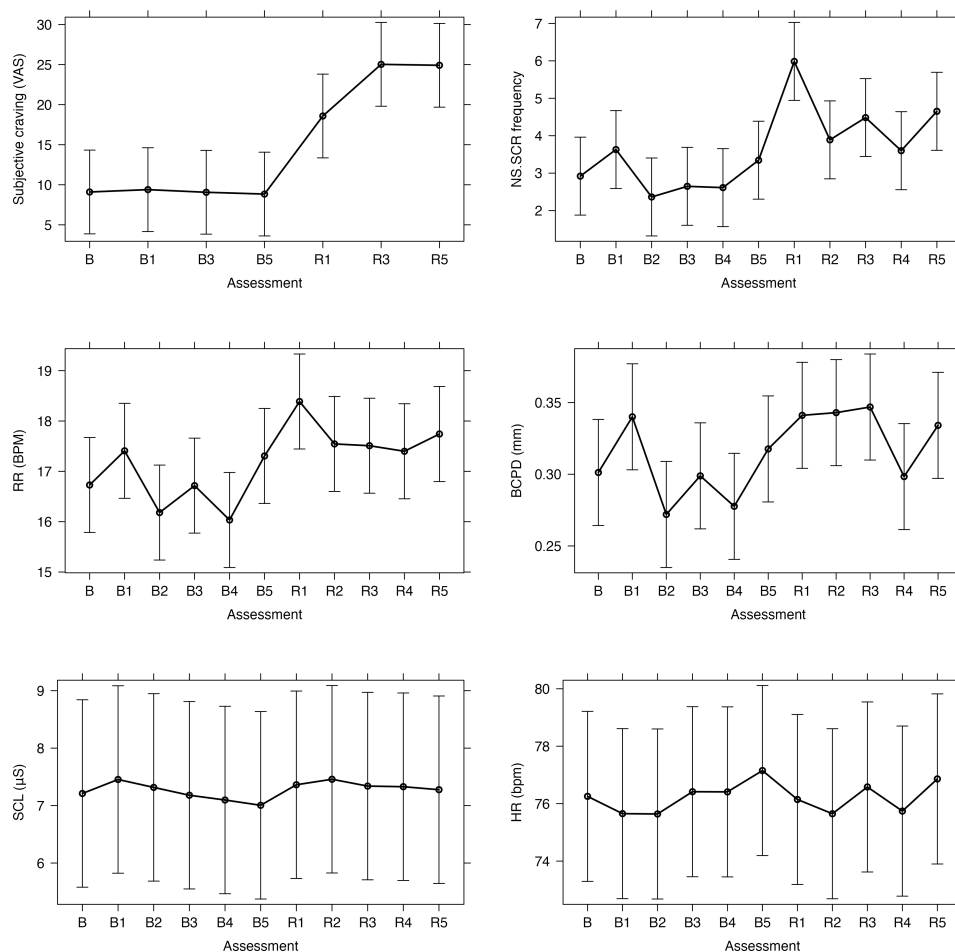 Subjective craving (VAS)
30
25
20
15
10
5
B B1 B3 B5 R1 R3 R5
Assessment
NS.SCR frequency
7
6
5
4
3
2
B B1 B2 B3 B4 B5 R1 R2 R3 R4 R5
Assessment
RR (BPM)
19
18
17
16
15
B B1 B2 B3 B4 B5 R1 R2 R3 R4 R5
Assessment
BCPD (mm)
0.35
0.30
0.25
B B1 B2 B3 B4 B5 R1 R2 R3 R4 R5
Assessment
SCL (µS)
9
8
7
6
B B1 B2 B3 B4 B5 R1 R2 R3 R4 R5
Assessment
HR (bpm)
80
78
76
74
B B1 B2 B3 B4 B5 R1 R2 R3 R4 R5
Assessment